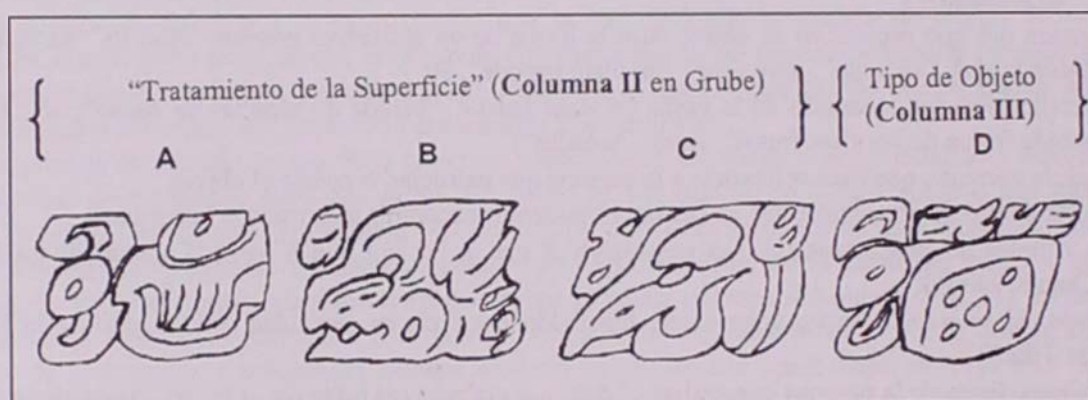 “Tratamiento de la Superficie” (Columna II en Grube)
Tipo de Objeto
(Columna III)
A B C D